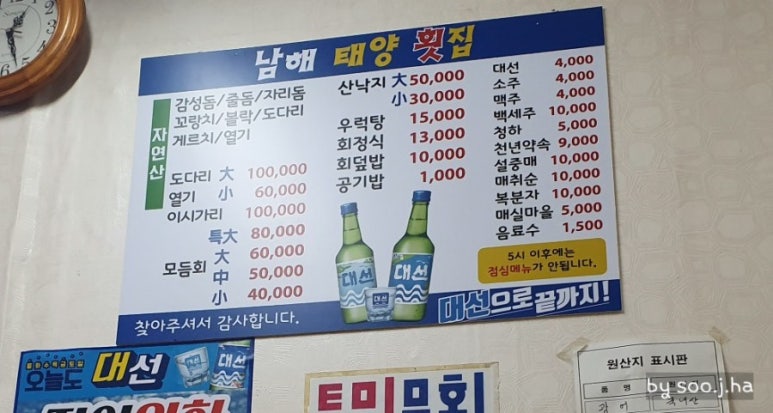 남해 태양 횟집
자연산
감성돔/줄돔/자리돔
꼬랑치/볼락/도다리
게르치/열기
도다리 大 100,000
열기 小 60,000
이시가리 100,000
모듬회
특大 80,000
大 60,000
中 50,000
小 40,000
찾아주셔서 감사합니다.
산낙지 大 50,000
小 30,000
우럭탕 15,000
회정식 13,000
회덮밥 10,000
공기밥 1,000
대선 4,000
소주 4,000
맥주 4,000
백세주 10,000
청하 5,000
천년약속 9,000
설중매 10,000
매취순 10,000
복분자 10,000
매실마을 5,000
음료수 1,500
5시 이후에는
점심메뉴가 안됩니다.
대선
대선
대선으로 끝까지!
오늘도 대선
원산지 표시판
품명
by soo.j.ha